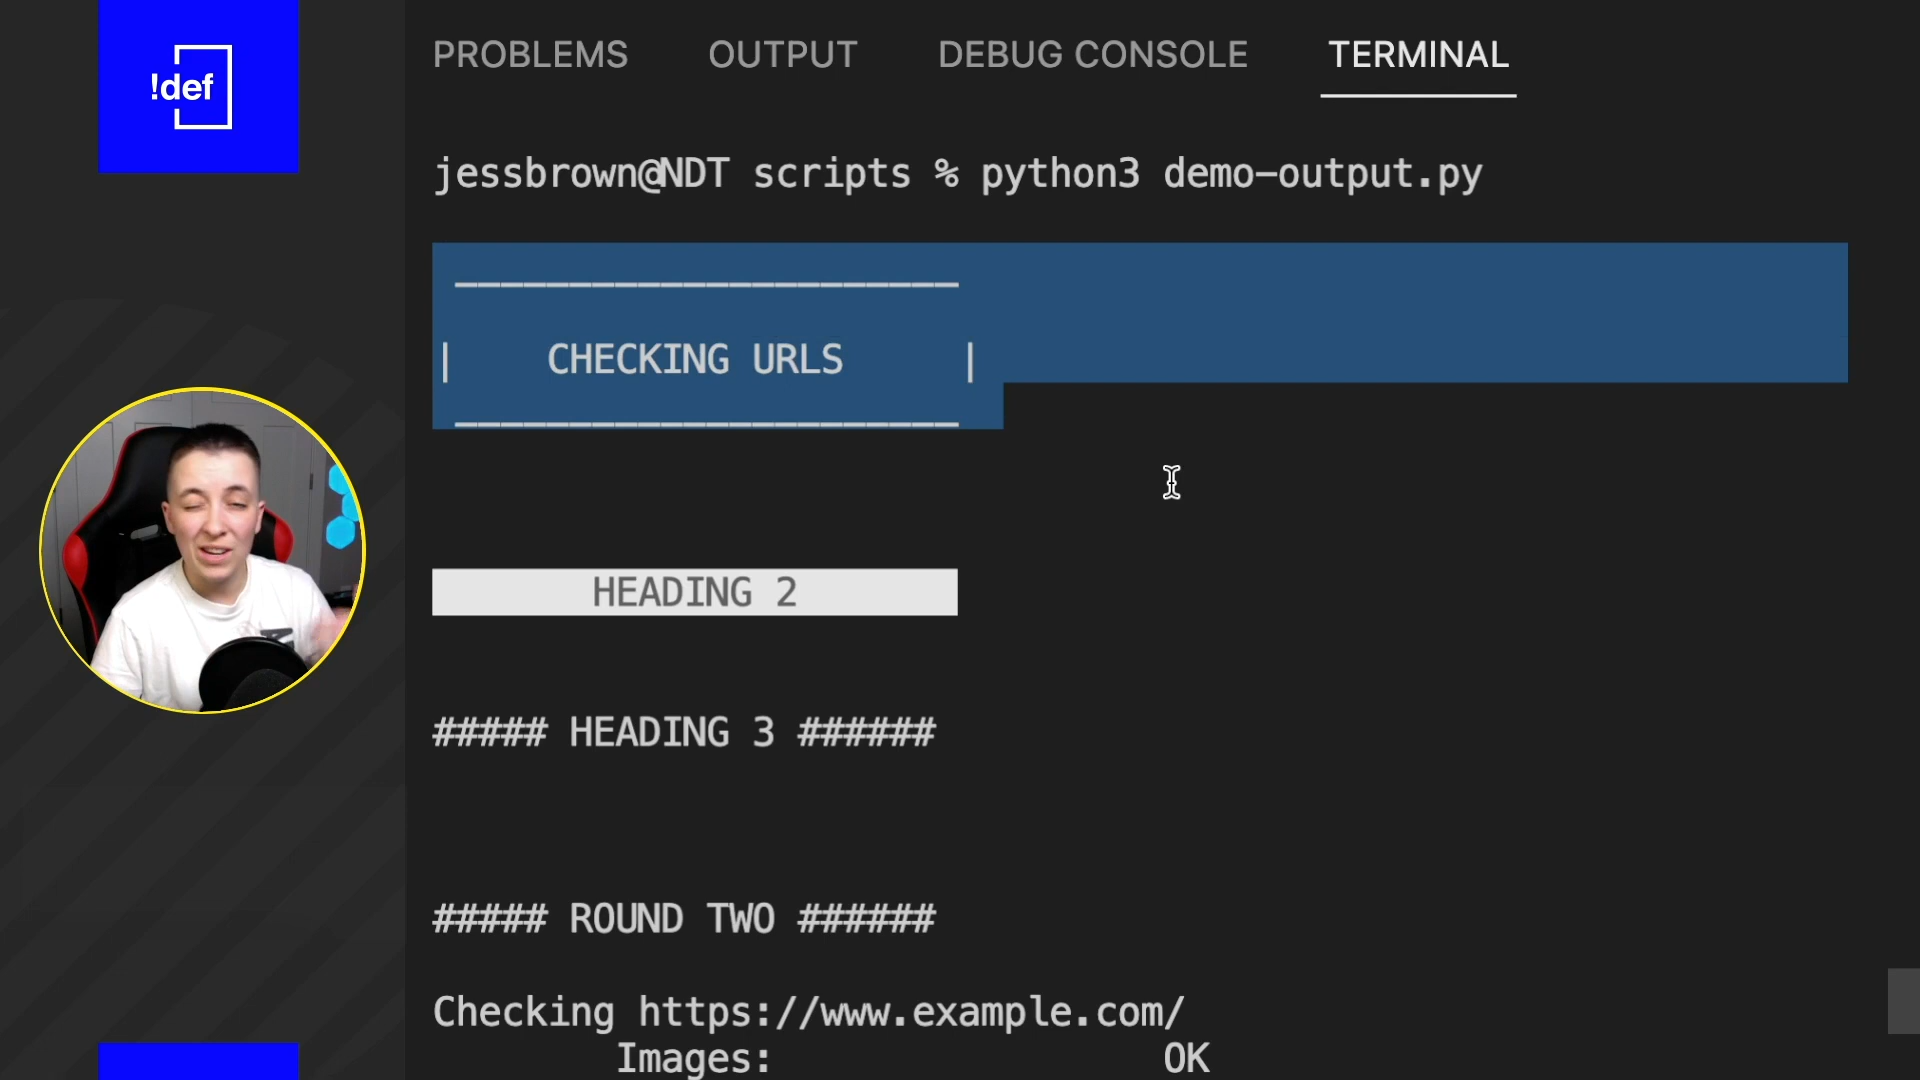 !def
PROBLEMS OUTPUT DEBUG CONSOLE TERMINAL
jessbrown@NDT scripts % python3 demo-output.py
______________________
| CHECKING URLS |
______________________
HEADING 2
##### HEADING 3 ######
##### ROUND TWO ######
Checking https://www.example.com/
Images: OK